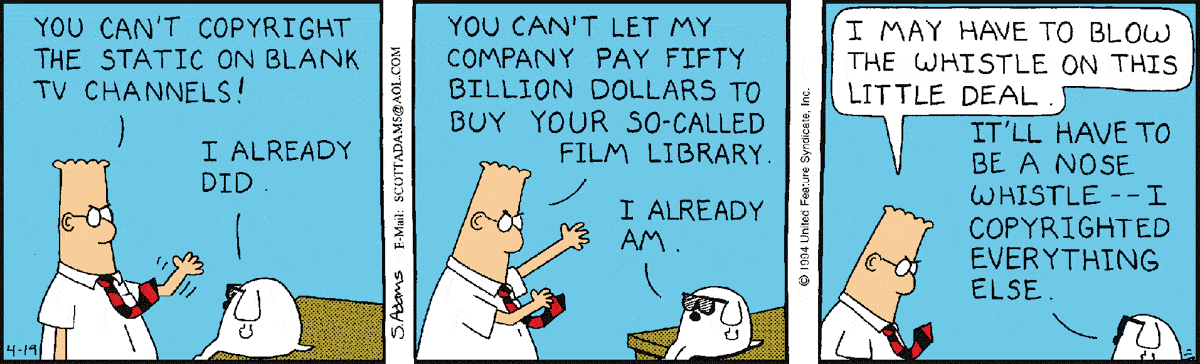 YOU CAN'T COPYRIGHT
THE STATIC ON BLANK
TV CHANNELS!
I ALREADY
DID.
4-19
S. Adams
E-Mail: SCOTTADAMS@AOL.COM
YOU CAN'T LET MY
COMPANY PAY FIFTY
BILLION DOLLARS TO
BUY YOUR SO-CALLED
FILM LIBRARY.
I ALREADY
AM.
© 1994 United Feature Syndicate, Inc.
I MAY HAVE TO BLOW
THE WHISTLE ON THIS
LITTLE DEAL.
IT'LL HAVE TO
BE A NOSE
WHISTLE -- I
COPYRIGHTED
EVERYTHING
ELSE.